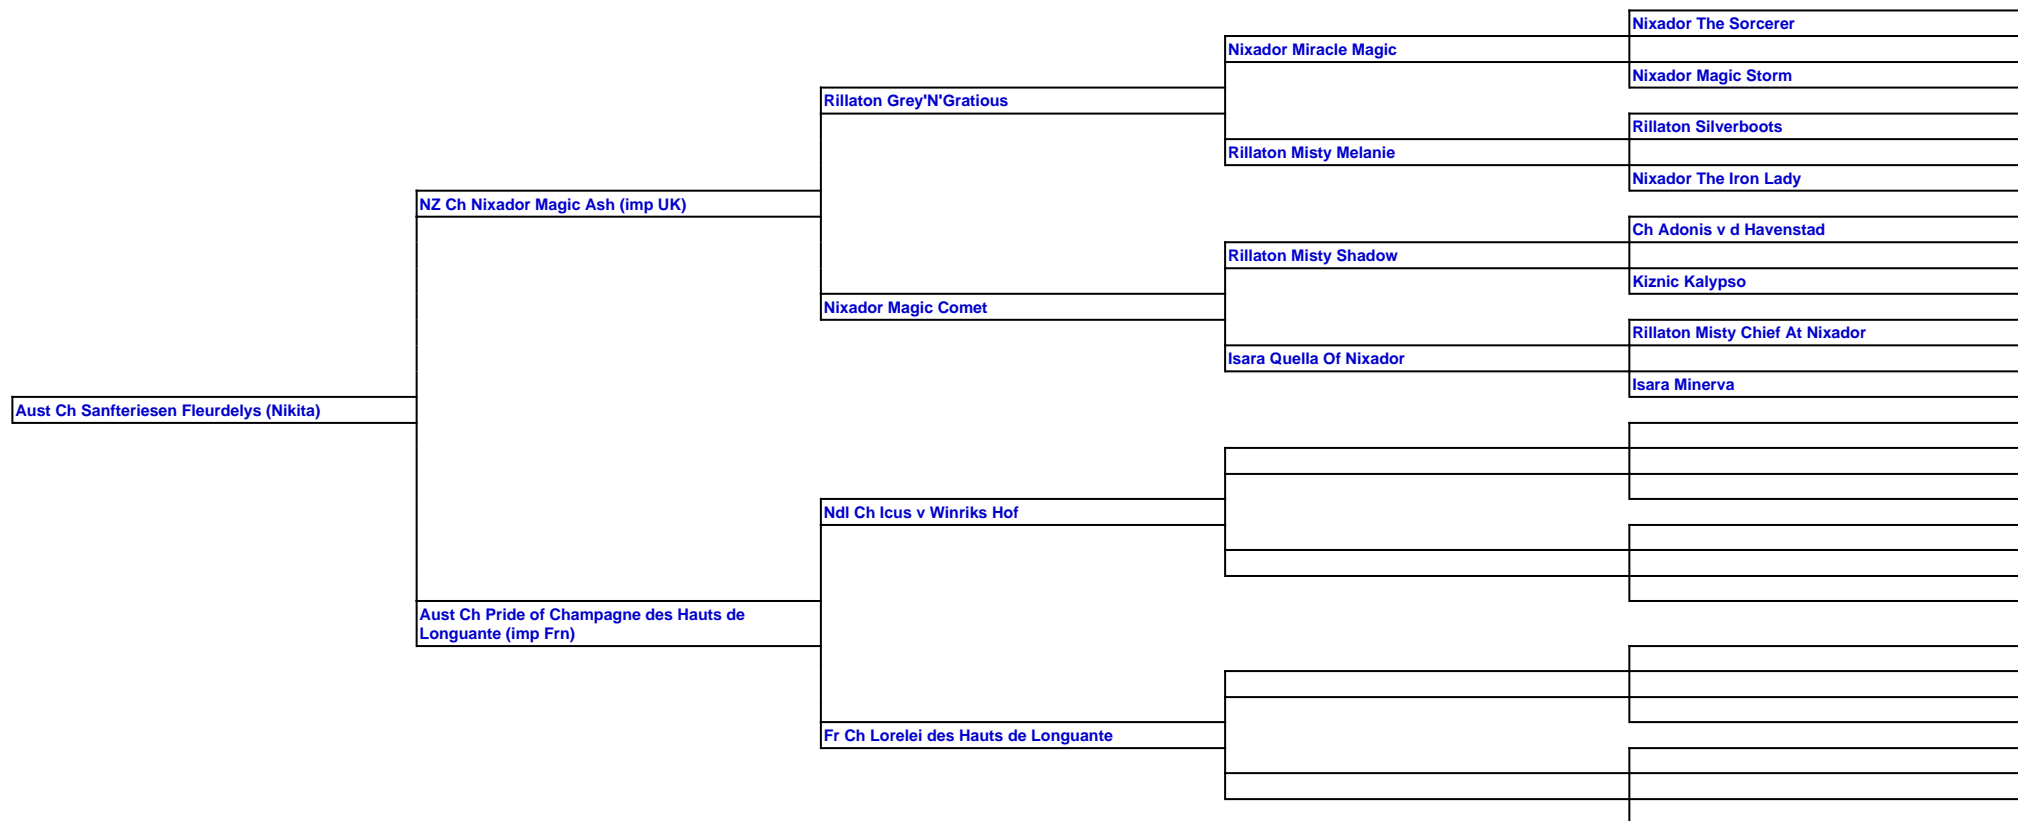 Nixador The Sorcerer
Nixador Miracle Magic
Nixador Magic Storm
Rillaton Grey'N'Gratious
Rillaton Silverboots
Rillaton Misty Melanie
Nixador The Iron Lady
NZ Ch Nixador Magic Ash (imp UK)
Ch Adonis v d Havenstad
Rillaton Misty Shadow
Kiznic Kalypso
Nixador Magic Comet
Rillaton Misty Chief At Nixador
Isara Quella Of Nixador
Isara Minerva
Aust Ch Sanfteriesen Fleurdelys (Nikita)
Ndl Ch Icus v Winriks Hof
Aust Ch Pride of Champagne des Hauts de
Longuante (imp Frn)
Fr Ch Lorelei des Hauts de Longuante